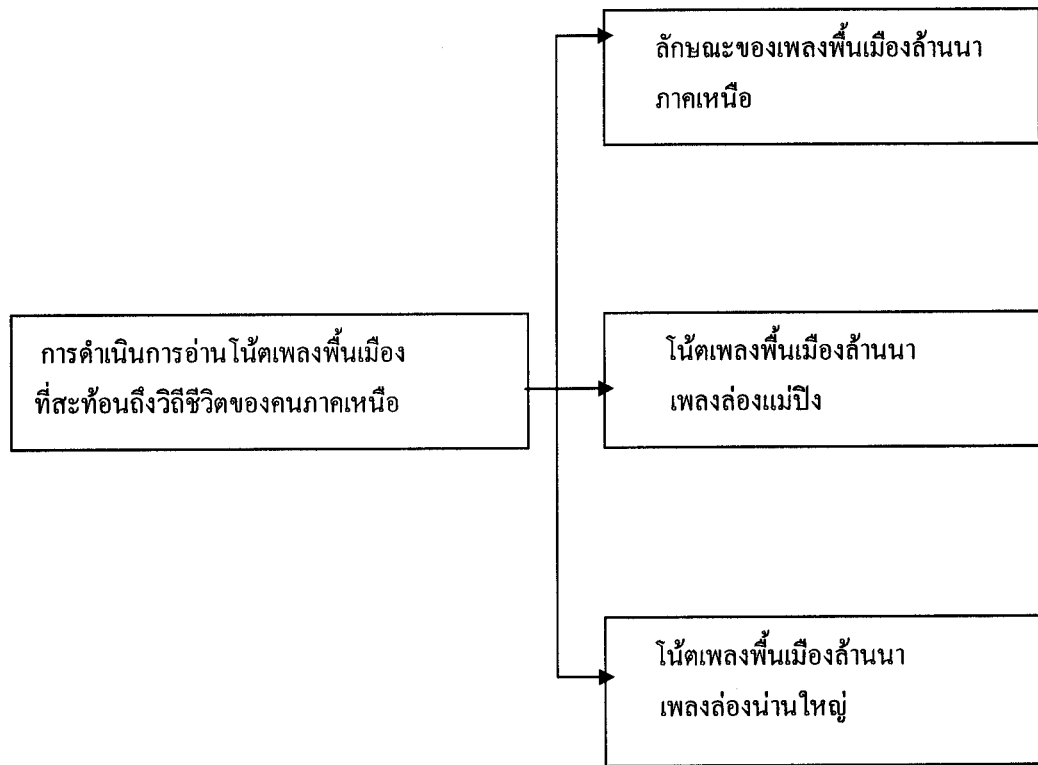 ลักษณะของเพลงพื้นเมืองล้านนา
ภาคเหนือ
การดำเนินการอ่านโน้ตเพลงพื้นเมือง
ที่สะท้อนถึงวิถีชีวิตของคนภาคเหนือ
โน้ตเพลงพื้นเมืองล้านนา
เพลงล่องแม่ปิง
โน้ตเพลงพื้นเมืองล้านนา
เพลงล่องน่านใหญ่